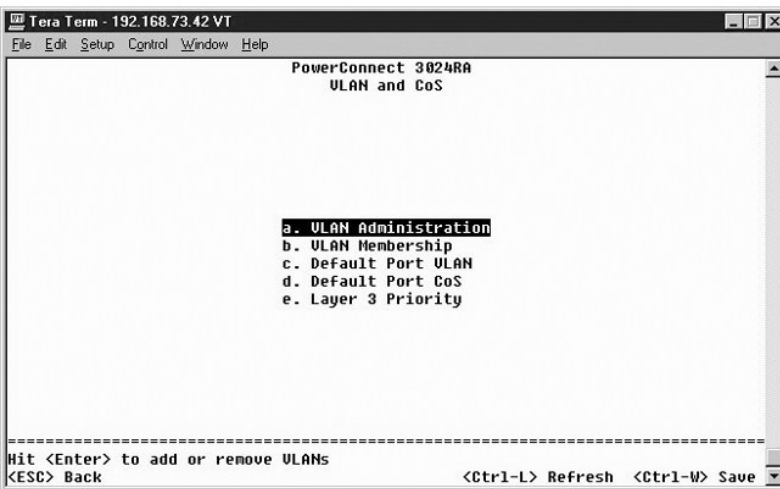 Tera Term - 192.168.73.42 VT
File Edit Setup Control Window Help
PowerConnect 3024RA
VLAN and CoS
a. VLAN Administration
b. VLAN Membership
c. Default Port VLAN
d. Default Port CoS
e. Layer 3 Priority
Hit <Enter> to add or remove VLANs
<ESC> Back <Ctrl-L> Refresh <Ctrl-W> Save